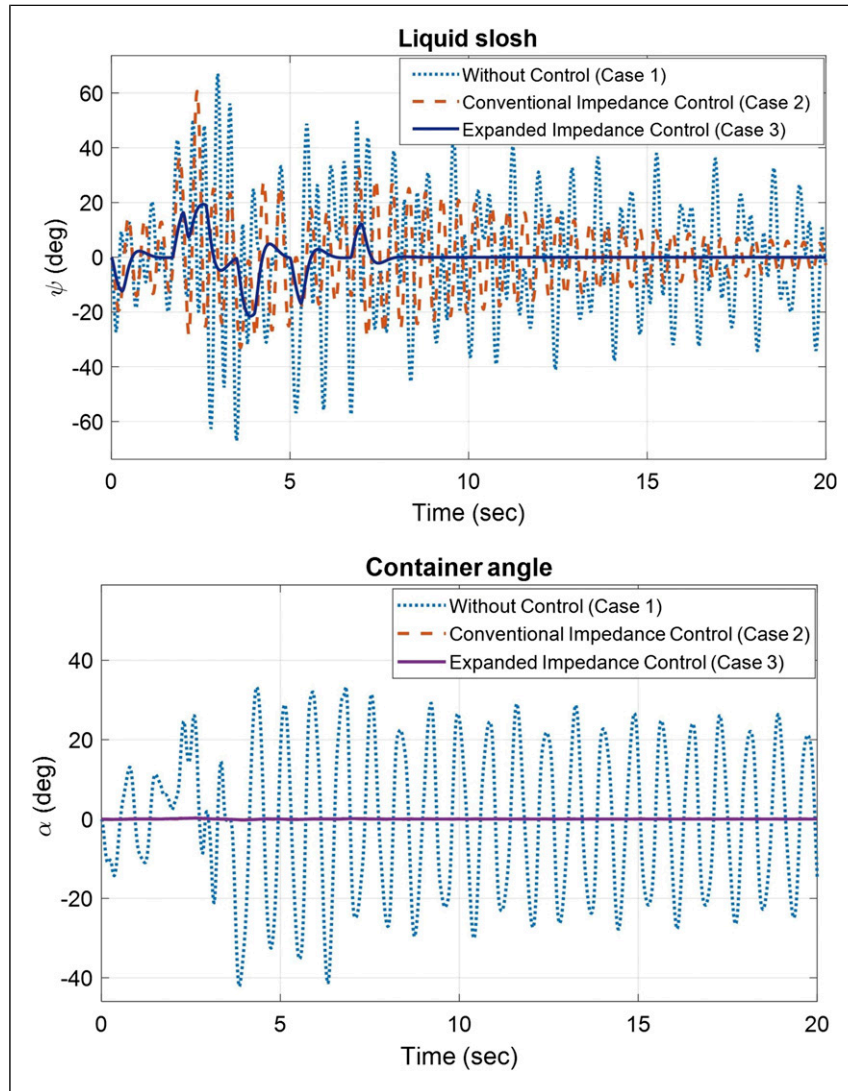 Liquid slosh
Without Control (Case 1)
Conventional Impedance Control (Case 2)
Expanded Impedance Control (Case 3)
60
40
20
0
-20
-40
-60
ψ (deg)
0 5 10 15 20
Time (sec)
Container angle
Without Control (Case 1)
Conventional Impedance Control (Case 2)
Expanded Impedance Control (Case 3)
40
20
0
-20
-40
α (deg)
0 5 10 15 20
Time (sec)